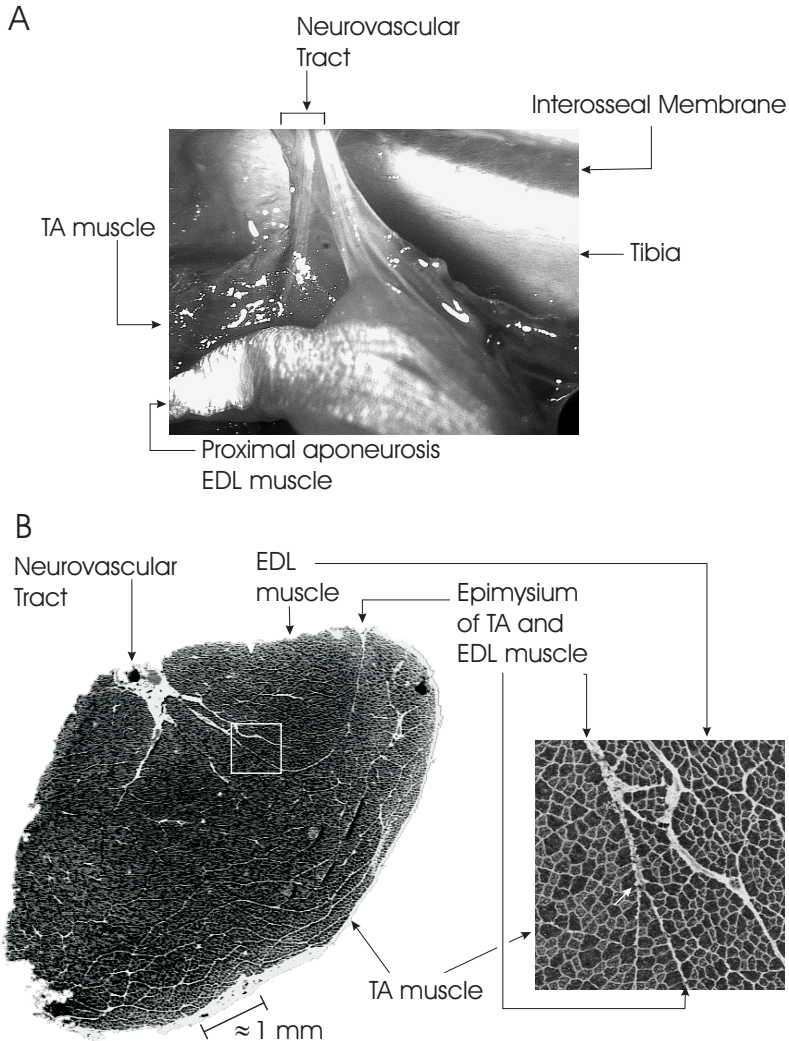 A
Neurovascular
Tract
Interosseal Membrane
TA muscle
Tibia
Proximal aponeurosis
EDL muscle
B
Neurovascular
Tract
EDL
muscle
Epimysium
of TA and
EDL muscle
TA muscle
≈1 mm